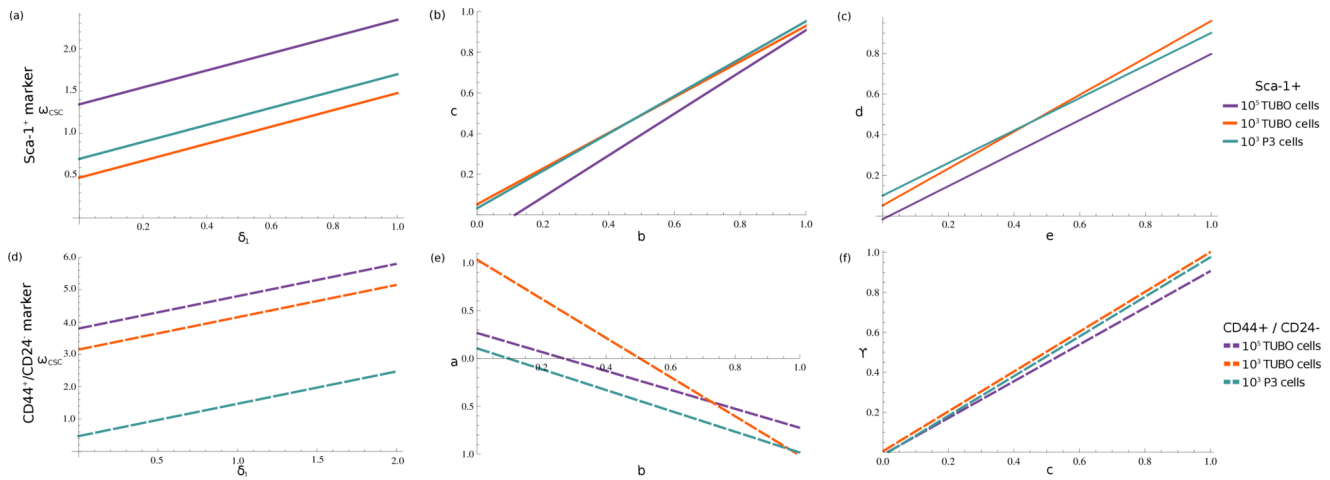 (a)
Sca-1⁺ marker
ω_CSC
2.0
1.5
1.0
0.5
0.2 0.4 0.6 0.8 1.0
δ₁
(b)
c
1.0
0.8
0.6
0.4
0.2
0.0 0.2 0.4 0.6 0.8 1.0
b
(c)
d
0.8
0.6
0.4
0.2
0.2 0.4 0.6 0.8 1.0
e
Sca-1+
10⁵ TUBO cells
10³ TUBO cells
10³ P3 cells
(d)
CD44⁺/CD24⁻ marker
ω_CSC
6.0
5.0
4.0
3.0
2.0
1.0
0.5 1.0 1.5 2.0
δ₁
(e)
a
1.0
0.5
0.0
0.5
1.0
0.2 0.4 0.6 0.8 1.0
b
(f)
ϒ
1.0
0.8
0.6
0.4
0.2
0.0 0.2 0.4 0.6 0.8 1.0
c
CD44+ / CD24-
10⁵ TUBO cells
10³ TUBO cells
10³ P3 cells